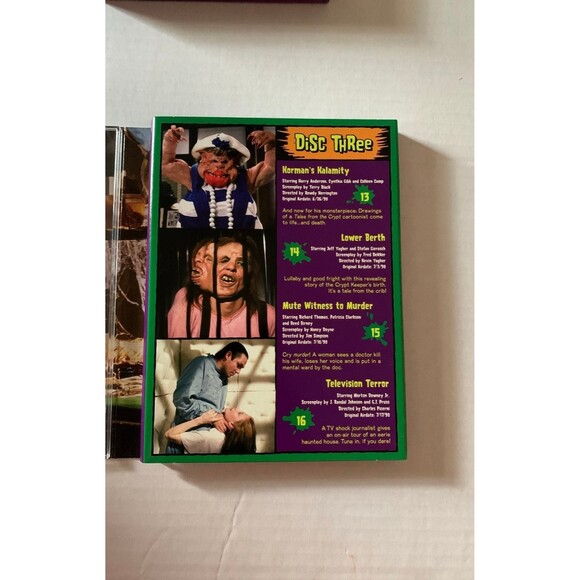 DiSC THRee
Korman's Kalamity
Starring Harry Anderson, Cynthia Gibb and Colleen Camp
Screenplay by Terry Black
Directed by Rowdy Herrington
Original Airdate: 6/26/90
13
And now for his monsterpiece: Drawings
of a Tales from the Crypt cartoonist come
to life...and death.
Lower Berth
14
Starring Jeff Yagher and Stefan Gierasch
Screenplay by Fred Dekker
Directed by Kevin Yagher
Original Airdate: 7/3/90
Lullaby and good fright with this revealing
story of the Crypt Keeper's birth.
It's a tale from the crib!
Mute Witness to Murder
Starring Richard Thomas, Patricia Clarkson
and Reed Birney
Screenplay by Nancy Doyne
Directed by Jim Simpson
Original Airdate: 7/10/90
15
Cry murder! A woman sees a doctor kill
his wife, loses her voice and is put in a
mental ward by the doc.
Television Terror
Starring Morton Downey Jr.
Screenplay by J. Randal Johnson and G.J. Pruss
Directed by Charles Picerni
Original Airdate: 7/17/90
16
A TV shock journalist gives
an on-air tour of an eerie
haunted house. Tune in, if you dare!